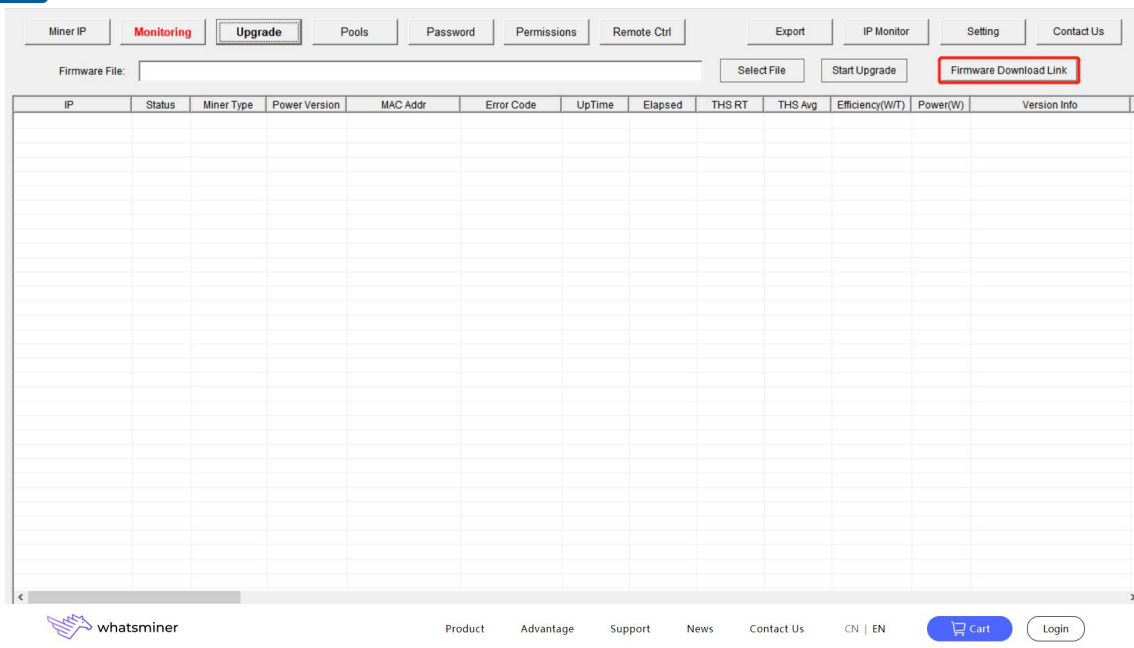 Miner IP Monitoring Upgrade Pools Password Permissions Remote Ctrl Export IP Monitor Setting Contact Us
Firmware File: Select File Start Upgrade Firmware Download Link
IP Status Miner Type Power Version MAC Addr Error Code UpTime Elapsed THS RT THS Avg Efficiency(W/T) Power(W) Version Info
whatsminer Product Advantage Support News Contact Us CN | EN Cart Login